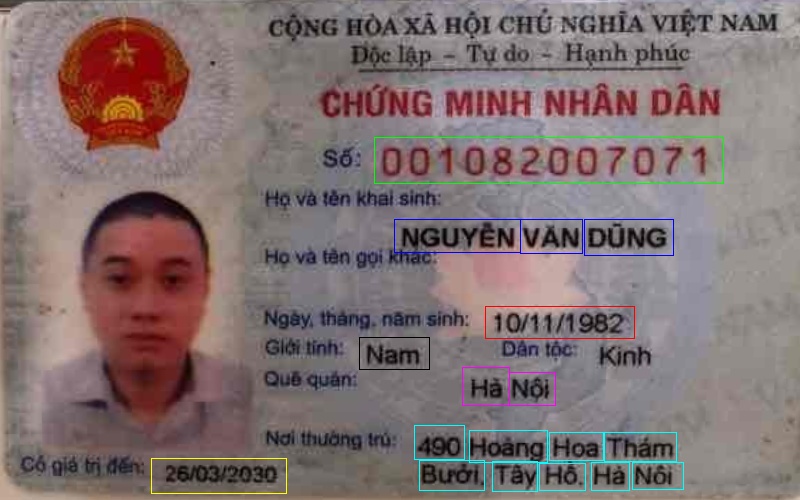 CỘNG HÒA XÃ HỘI CHỦ NGHĨA VIỆT NAM
Độc lập - Tự do - Hạnh phúc
CHỨNG MINH NHÂN DÂN
Số: 001082007071
Họ và tên khai sinh:
NGUYỄN VĂN DŨNG
Họ và tên gọi khác:
Ngày, tháng, năm sinh: 10/11/1982
Giới tính: Nam Dân tộc: Kinh
Quê quán: Hà Nội
Nơi thường trú: 490 Hoàng Hoa Thám
Bưởi, Tây Hồ. Hà Nội
Có giá trị đến: 26/03/2030